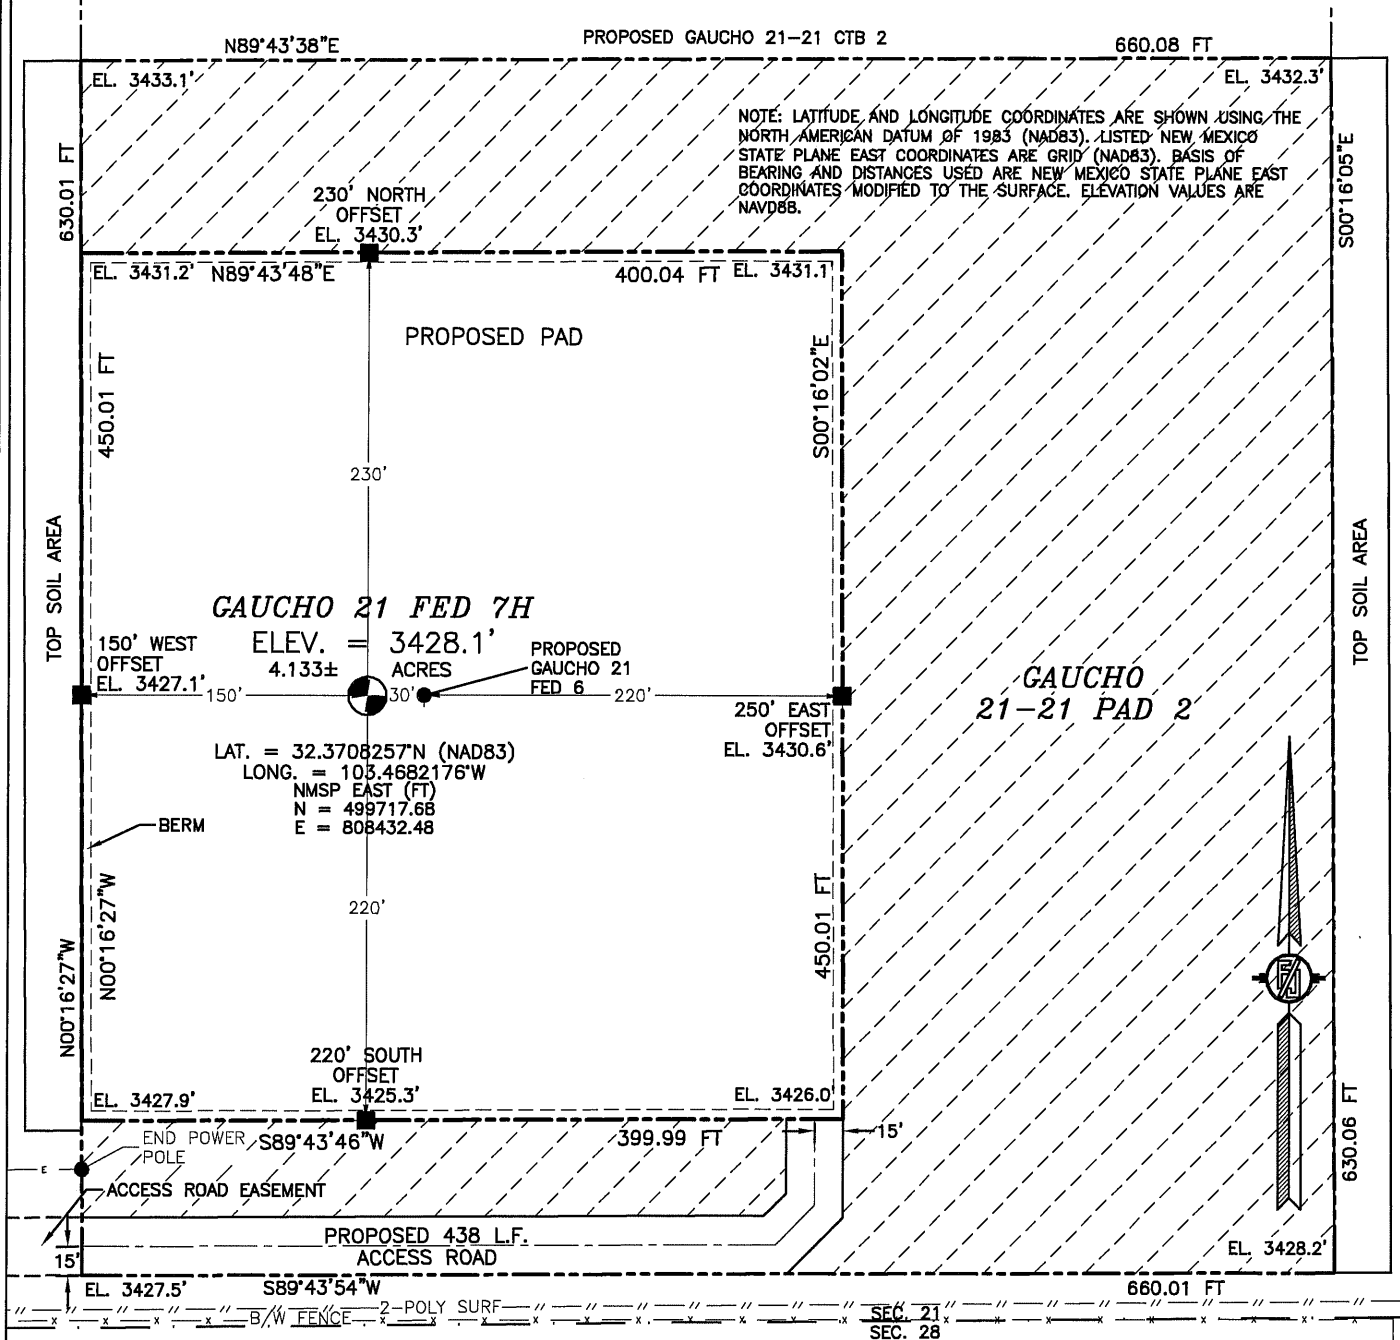 PROPOSED GAUCHO 21-21 CTB 2
N89°43'38"E
660.08 FT
EL. 3433.1'
EL. 3432.3'
NOTE: LATITUDE AND LONGITUDE COORDINATES ARE SHOWN USING THE
NORTH AMERICAN DATUM OF 1983 (NAD83). LISTED NEW MEXICO
STATE PLANE EAST COORDINATES ARE GRID (NAD83). BASIS OF
BEARING AND DISTANCES USED ARE NEW MEXICO STATE PLANE EAST
COORDINATES MODIFIED TO THE SURFACE. ELEVATION VALUES ARE
NAVD88.
630.01 FT
S00°16'05"E
230' NORTH
OFFSET
EL. 3430.3'
EL. 3431.2'
N89°43'48"E
400.04 FT
EL. 3431.1'
PROPOSED PAD
450.01 FT
S00°16'02"E
230'
TOP SOIL AREA
TOP SOIL AREA
GAUCHO 21 FED 7H
ELEV. = 3428.1'
4.133± ACRES
150' WEST
OFFSET
EL. 3427.1'
PROPOSED
GAUCHO 21
FED 6
150'
30'
220'
GAUCHO
21-21 PAD 2
250' EAST
OFFSET
EL. 3430.6'
LAT. = 32.3708257°N (NAD83)
LONG. = 103.4682176°W
NMSP EAST (FT)
N = 499717.68
E = 808432.48
BERM
N00°16'27"W
N00°16'27"W
220'
450.01 FT
220' SOUTH
OFFSET
EL. 3425.3'
EL. 3427.9'
EL. 3426.0'
END POWER
POLE
S89°43'46"W
399.99 FT
15'
630.06 FT
E
ACCESS ROAD EASEMENT
PROPOSED 438 L.F.
ACCESS ROAD
15'
EL. 3428.2'
EL. 3427.5'
S89°43'54"W
660.01 FT
2-POLY SURF
B/W FENCE
SEC. 21
SEC. 28